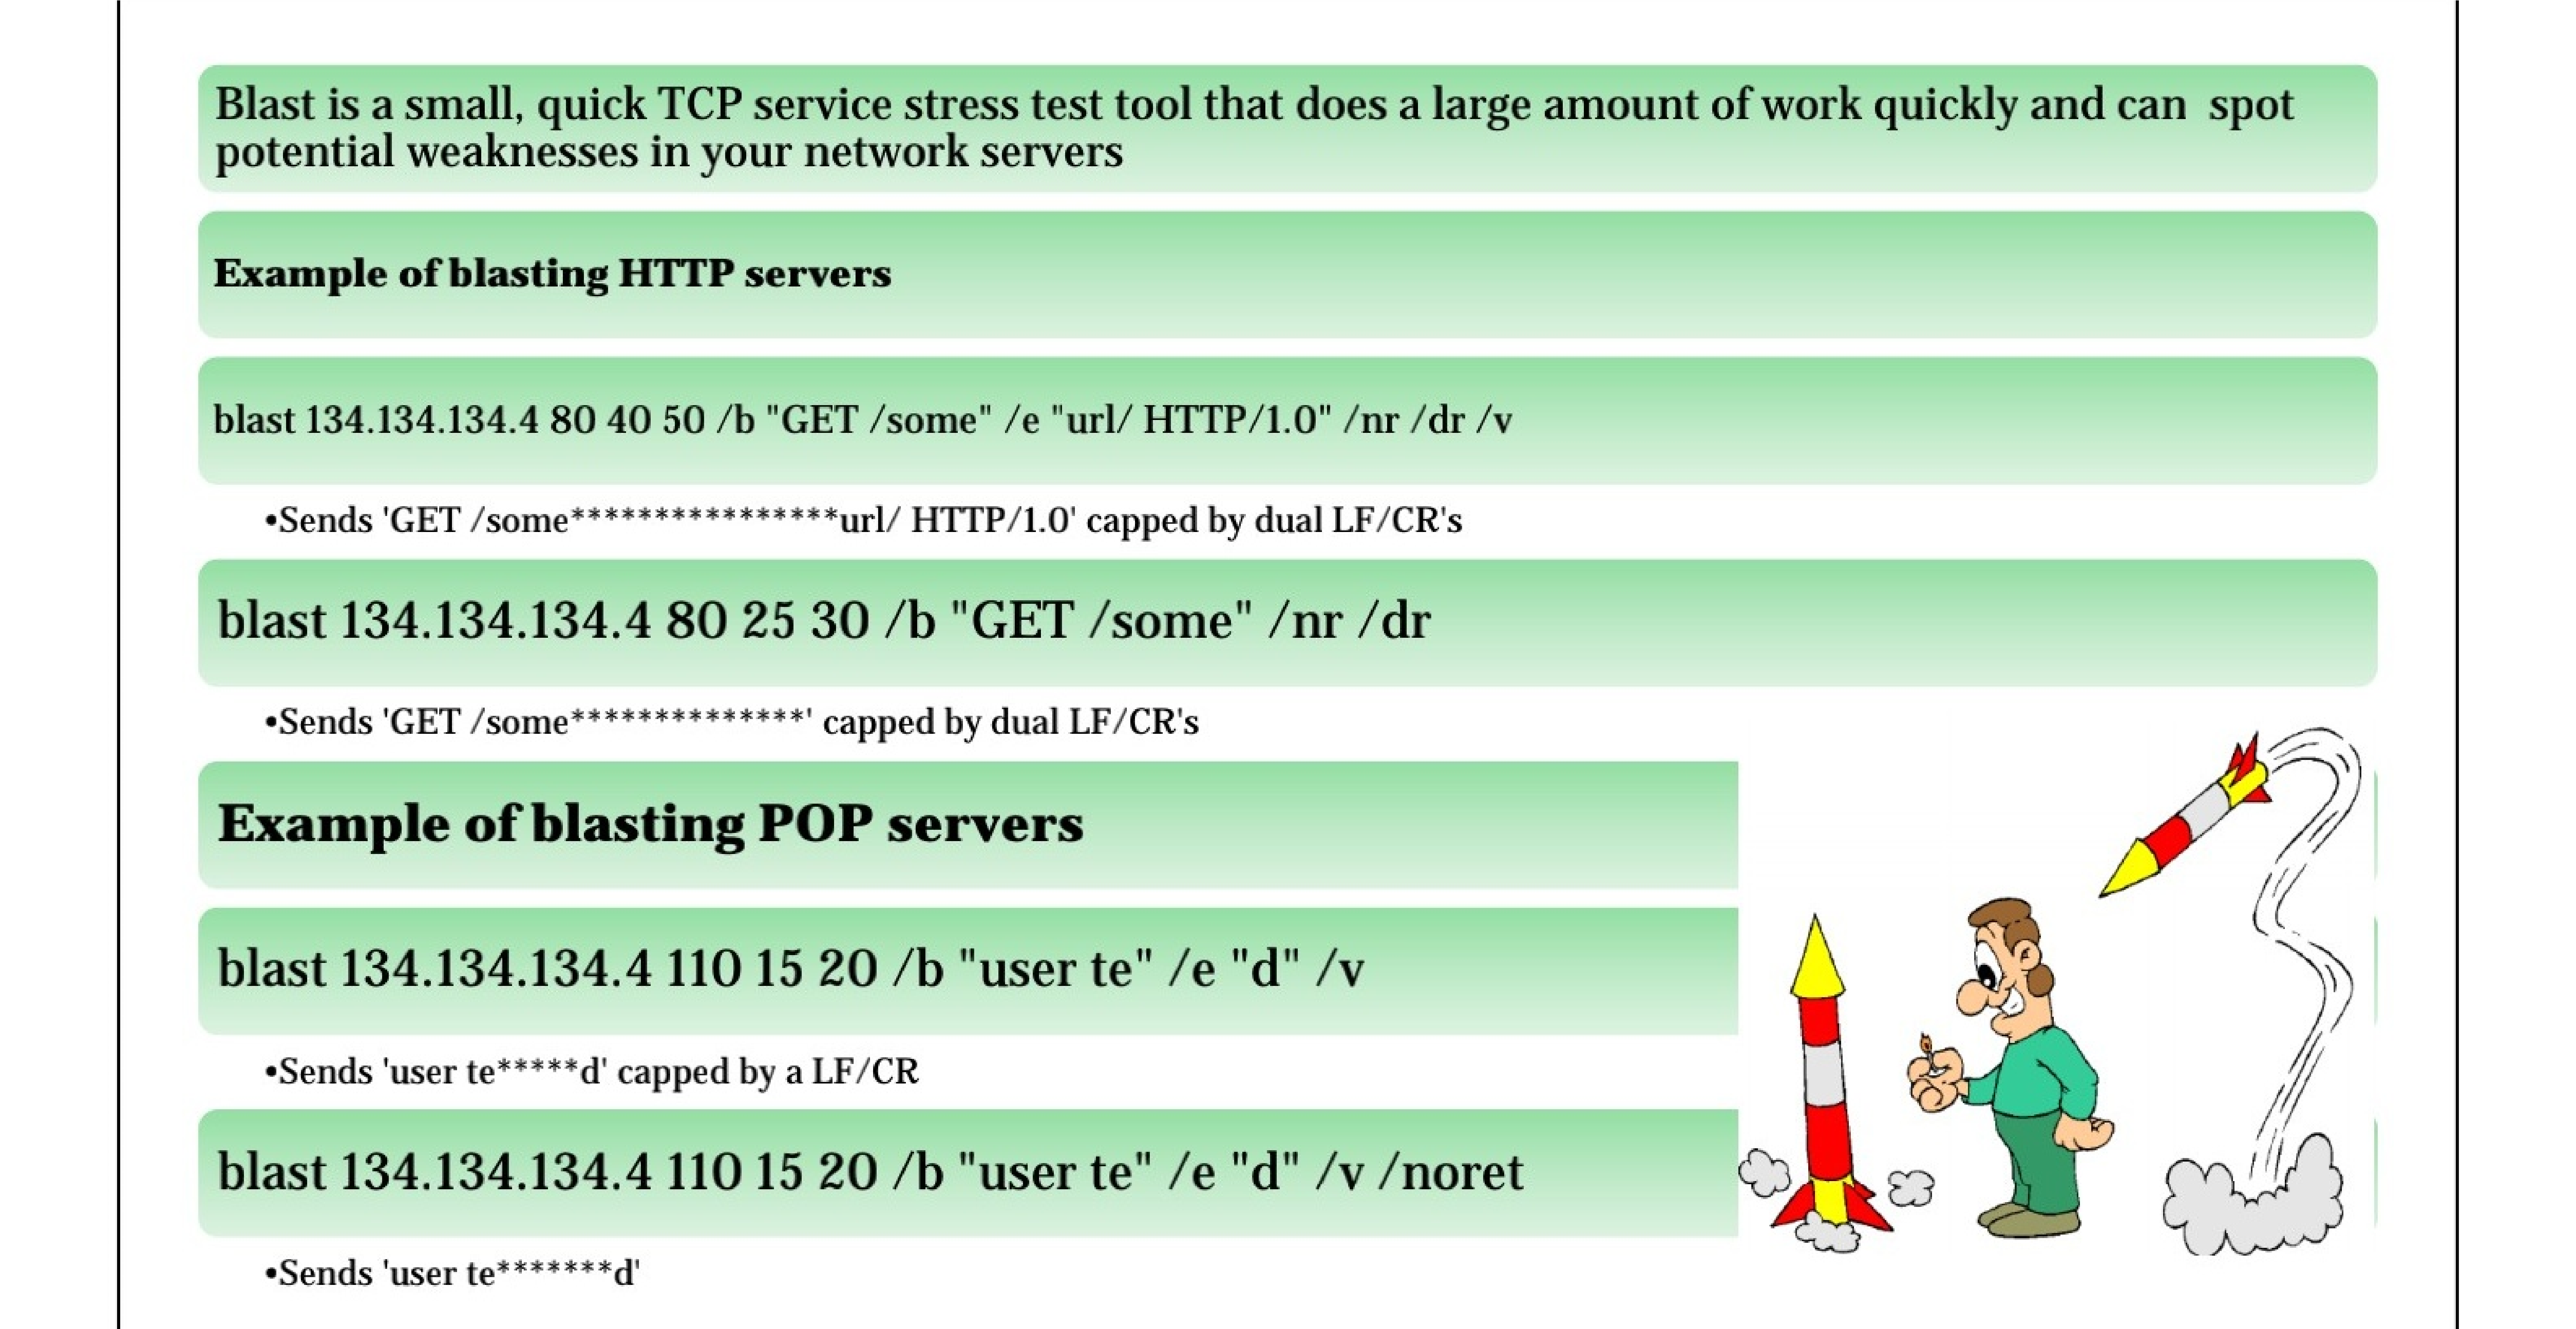 Blast is a small, quick TCP service stress test tool that does a large amount of work quickly and can spot
potential weaknesses in your network servers
Example of blasting HTTP servers
blast 134.134.134.4 80 40 50 /b "GET /some" /e "url/ HTTP/1.0" /nr /dr /v
•Sends 'GET /some****************url/ HTTP/1.0' capped by dual LF/CR's
blast 134.134.134.4 80 25 30 /b "GET /some" /nr /dr
•Sends 'GET /some**************' capped by dual LF/CR's
Example of blasting POP servers
blast 134.134.134.4 110 15 20 /b "user te" /e "d" /v
•Sends 'user te*****d' capped by a LF/CR
blast 134.134.134.4 110 15 20 /b "user te" /e "d" /v /noret
•Sends 'user te*******d'